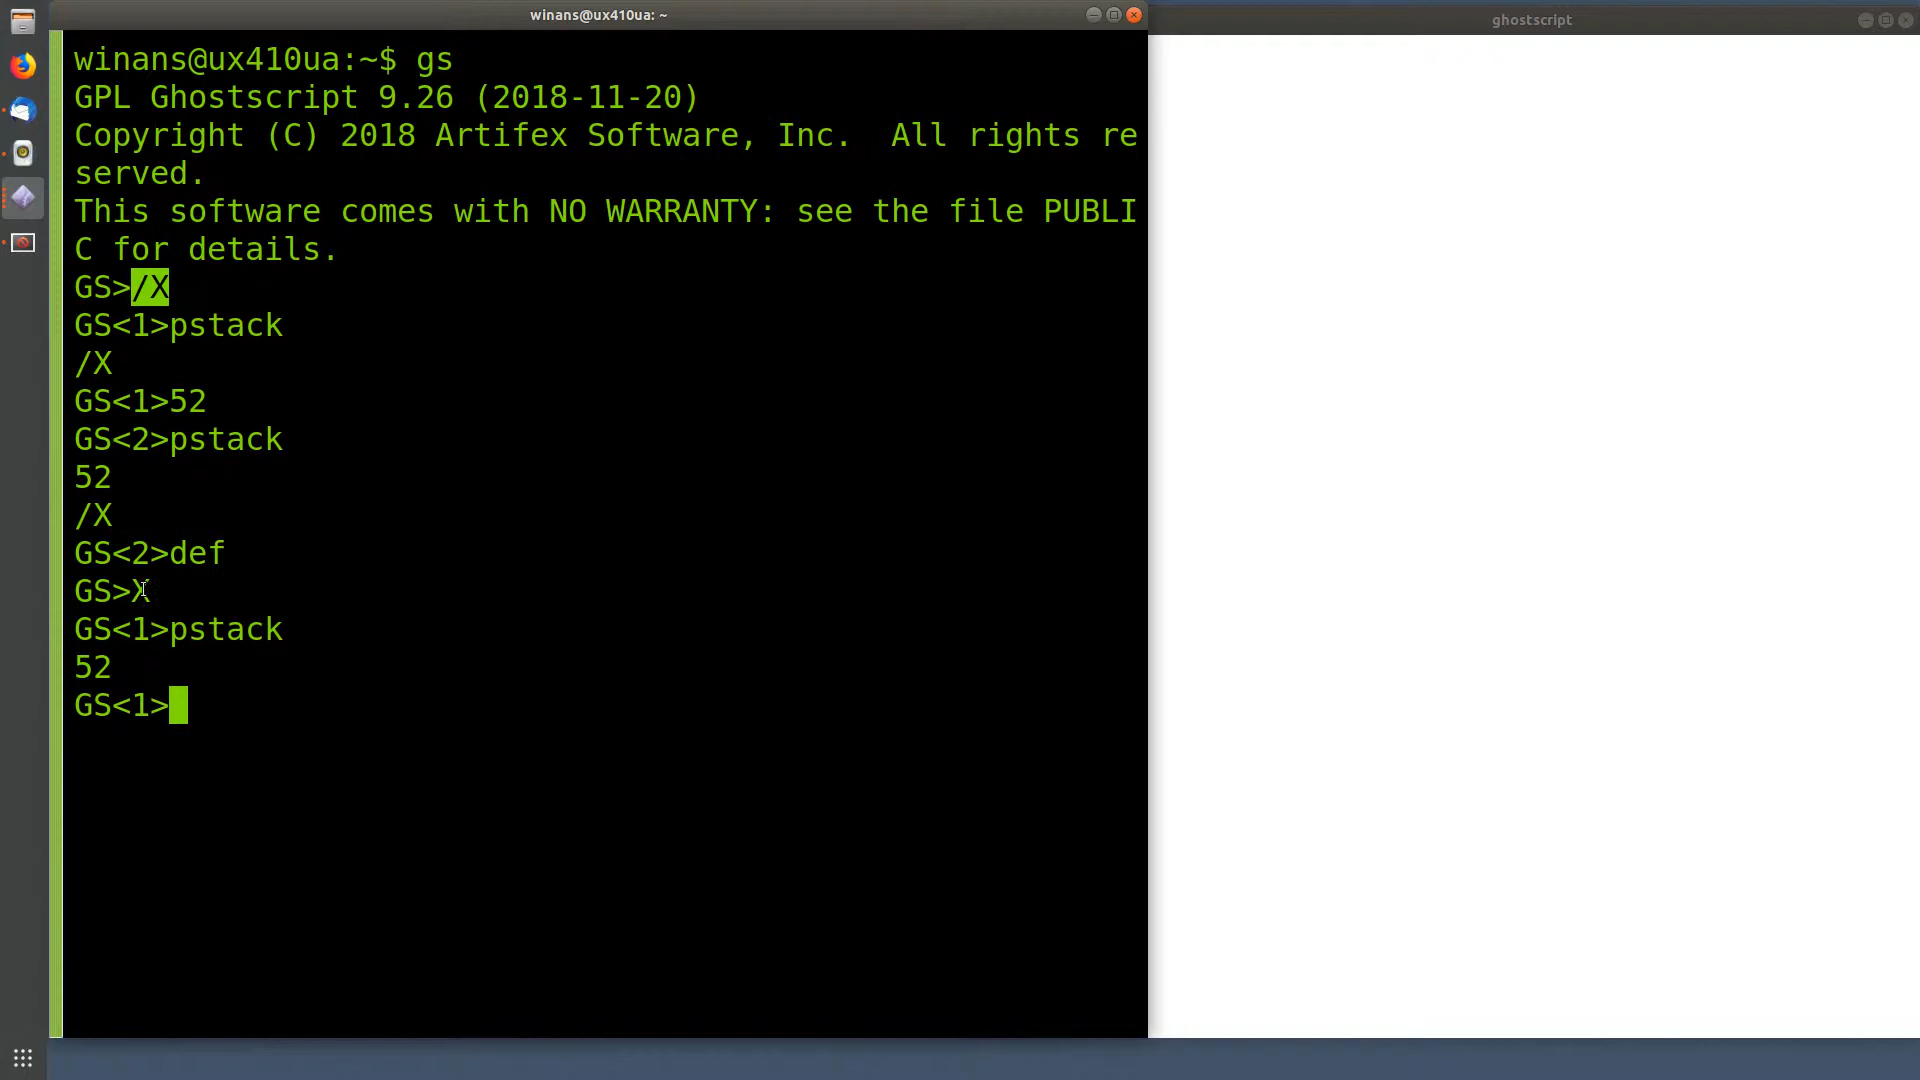 winans@ux410ua: ~
ghostscript
winans@ux410ua:~$ gs
GPL Ghostscript 9.26 (2018-11-20)
Copyright (C) 2018 Artifex Software, Inc.  All rights re
served.
This software comes with NO WARRANTY: see the file PUBLI
C for details.
GS>/X
GS<1>pstack
/X
GS<1>52
GS<2>pstack
52
/X
GS<2>def
GS>X
GS<1>pstack
52
GS<1>